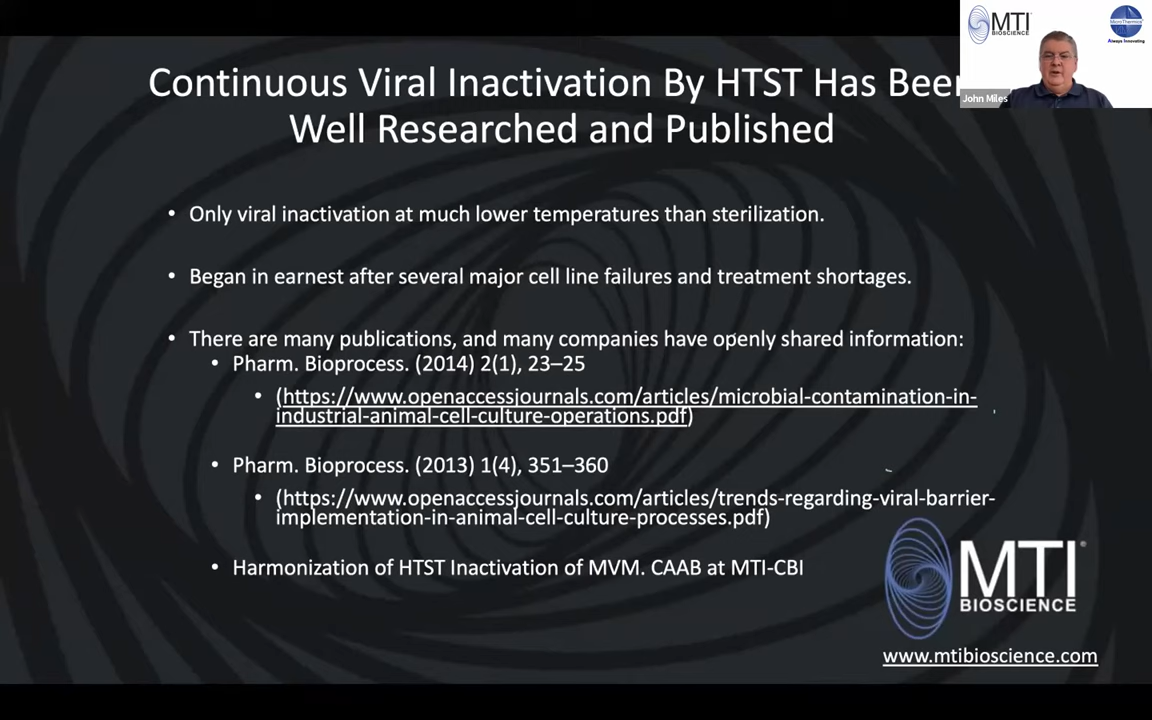 MTI
BIOSCIENCE
MicroThermics
Always Innovating
John Miles
Continuous Viral Inactivation By HTST Has Been
Well Researched and Published
• Only viral inactivation at much lower temperatures than sterilization.
• Began in earnest after several major cell line failures and treatment shortages.
• There are many publications, and many companies have openly shared information:
• Pharm. Bioprocess. (2014) 2(1), 23–25
• (https://www.openaccessjournals.com/articles/microbial-contamination-in-
industrial-animal-cell-culture-operations.pdf)
• Pharm. Bioprocess. (2013) 1(4), 351–360
• (https://www.openaccessjournals.com/articles/trends-regarding-viral-barrier-
implementation-in-animal-cell-culture-processes.pdf)
• Harmonization of HTST Inactivation of MVM. CAAB at MTI-CBI
MTI
BIOSCIENCE
www.mtibioscience.com